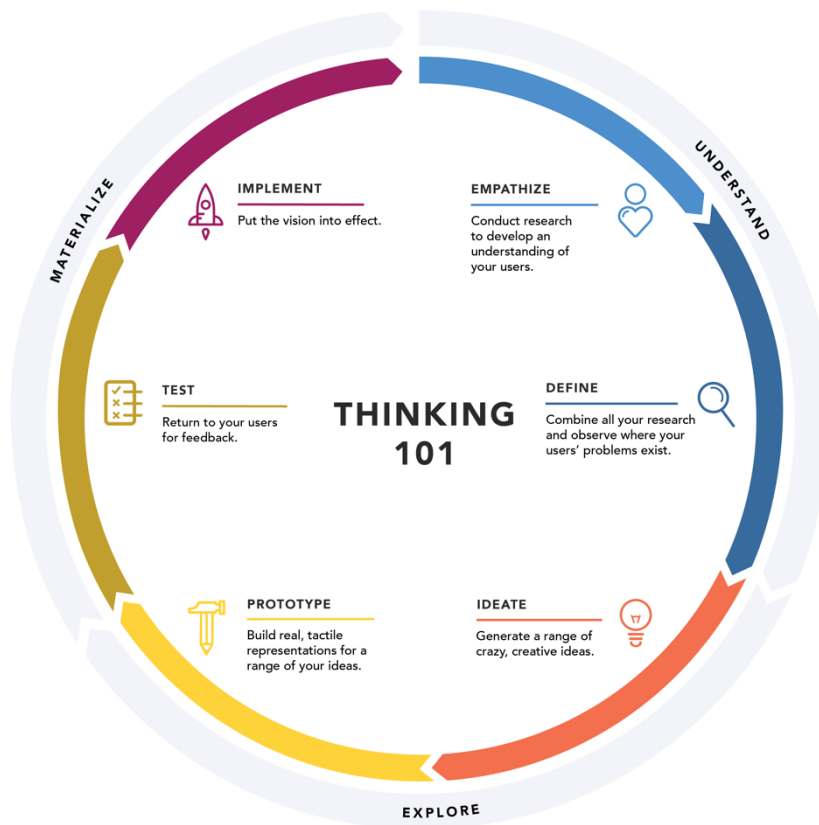 UNDERSTAND
EMPATHIZE
Conduct research
to develop an
understanding of
your users.
DEFINE
Combine all your research
and observe where your
users' problems exist.
EXPLORE
IDEATE
Generate a range of
crazy, creative ideas.
PROTOTYPE
Build real, tactile
representations for a
range of your ideas.
MATERIALIZE
TEST
Return to your users
for feedback.
IMPLEMENT
Put the vision into effect.
THINKING
101